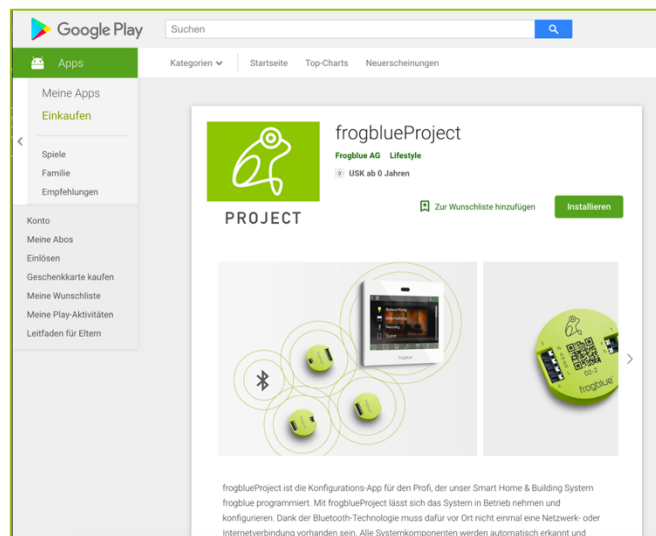 Google Play
Suchen
Apps
Kategorien
Startseite
Top-Charts
Neuerscheinungen
Meine Apps
Einkaufen
Spiele
Familie
Empfehlungen
Konto
Meine Abos
Einlösen
Geschenkkarte kaufen
Meine Wunschliste
Meine Play-Aktivitäten
Leitfaden für Eltern
PROJECT
frogblueProject
Frogblue AG Lifestyle
0 USK ab 0 Jahren
Zur Wunschliste hinzufügen
Installieren
frogblue
D2-2
frogblue
frogblueProject ist die Konfigurations-App für den Profi, der unser Smart Home & Building System
frogblue programmiert. Mit frogblueProject lässt sich das System in Betrieb nehmen und
konfigurieren. Dank der Bluetooth-Technologie muss dafür vor Ort nicht einmal eine Netzwerk- oder
Internetverbindung vorhanden sein. Alle Systemkomponenten werden automatisch erkannt und